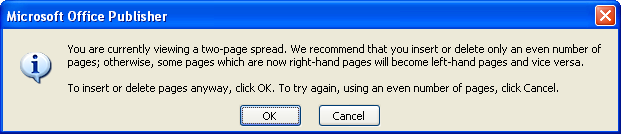 Microsoft Office Publisher
You are currently viewing a two-page spread. We recommend that you insert or delete only an even number of
pages; otherwise, some pages which are now right-hand pages will become left-hand pages and vice versa.
To insert or delete pages anyway, click OK. To try again, using an even number of pages, click Cancel.
OK
Cancel